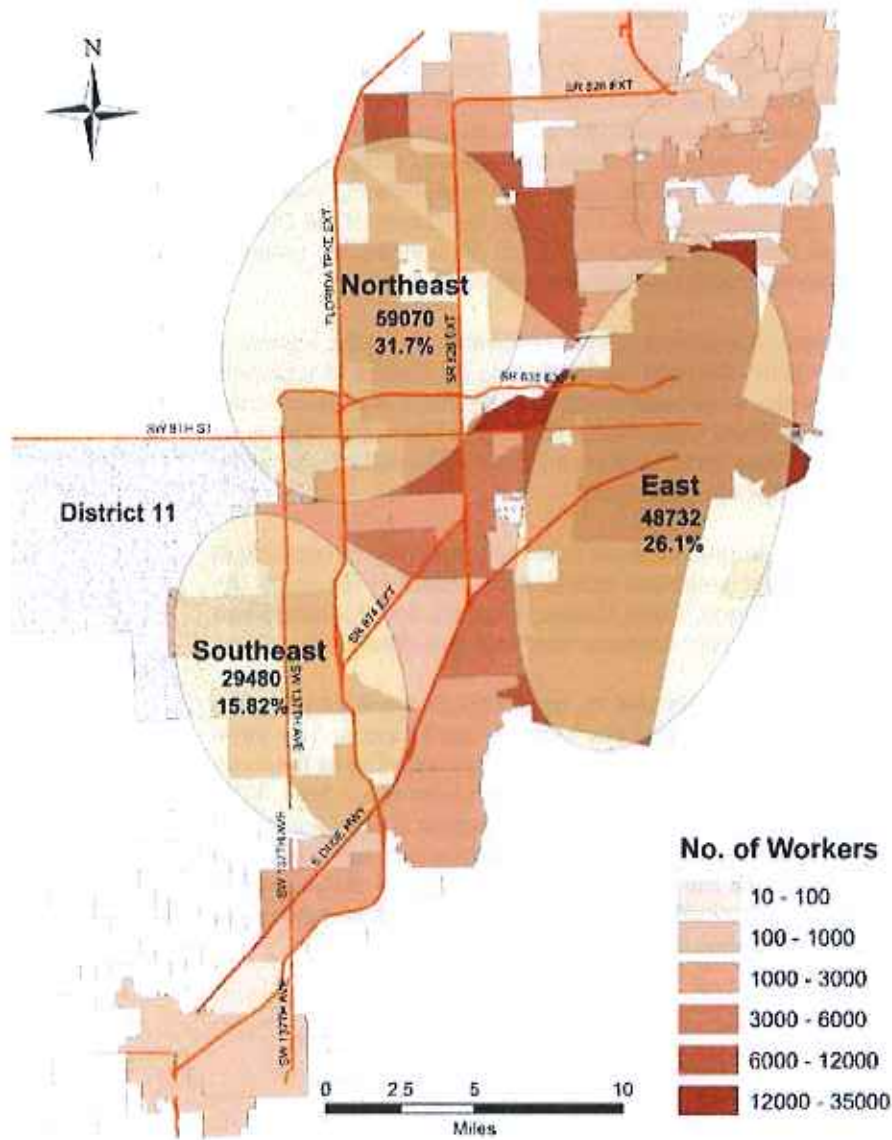 N
SR 826 EXT
FLORIDA TPKE EXT
Northeast
59070
31.7%
SR 826 EXT
SR 836 EXT
SW 8TH ST
District 11
East
48732
26.1%
SR 874 EXT
Southeast
29480
15.82%
SW 137TH AVE
S DIXIE HWY
SW 137TH AVE
SW 137TH AVE
No. of Workers
10 - 100
100 - 1000
1000 - 3000
3000 - 6000
6000 - 12000
12000 - 35000
0 2.5 5 10
Miles